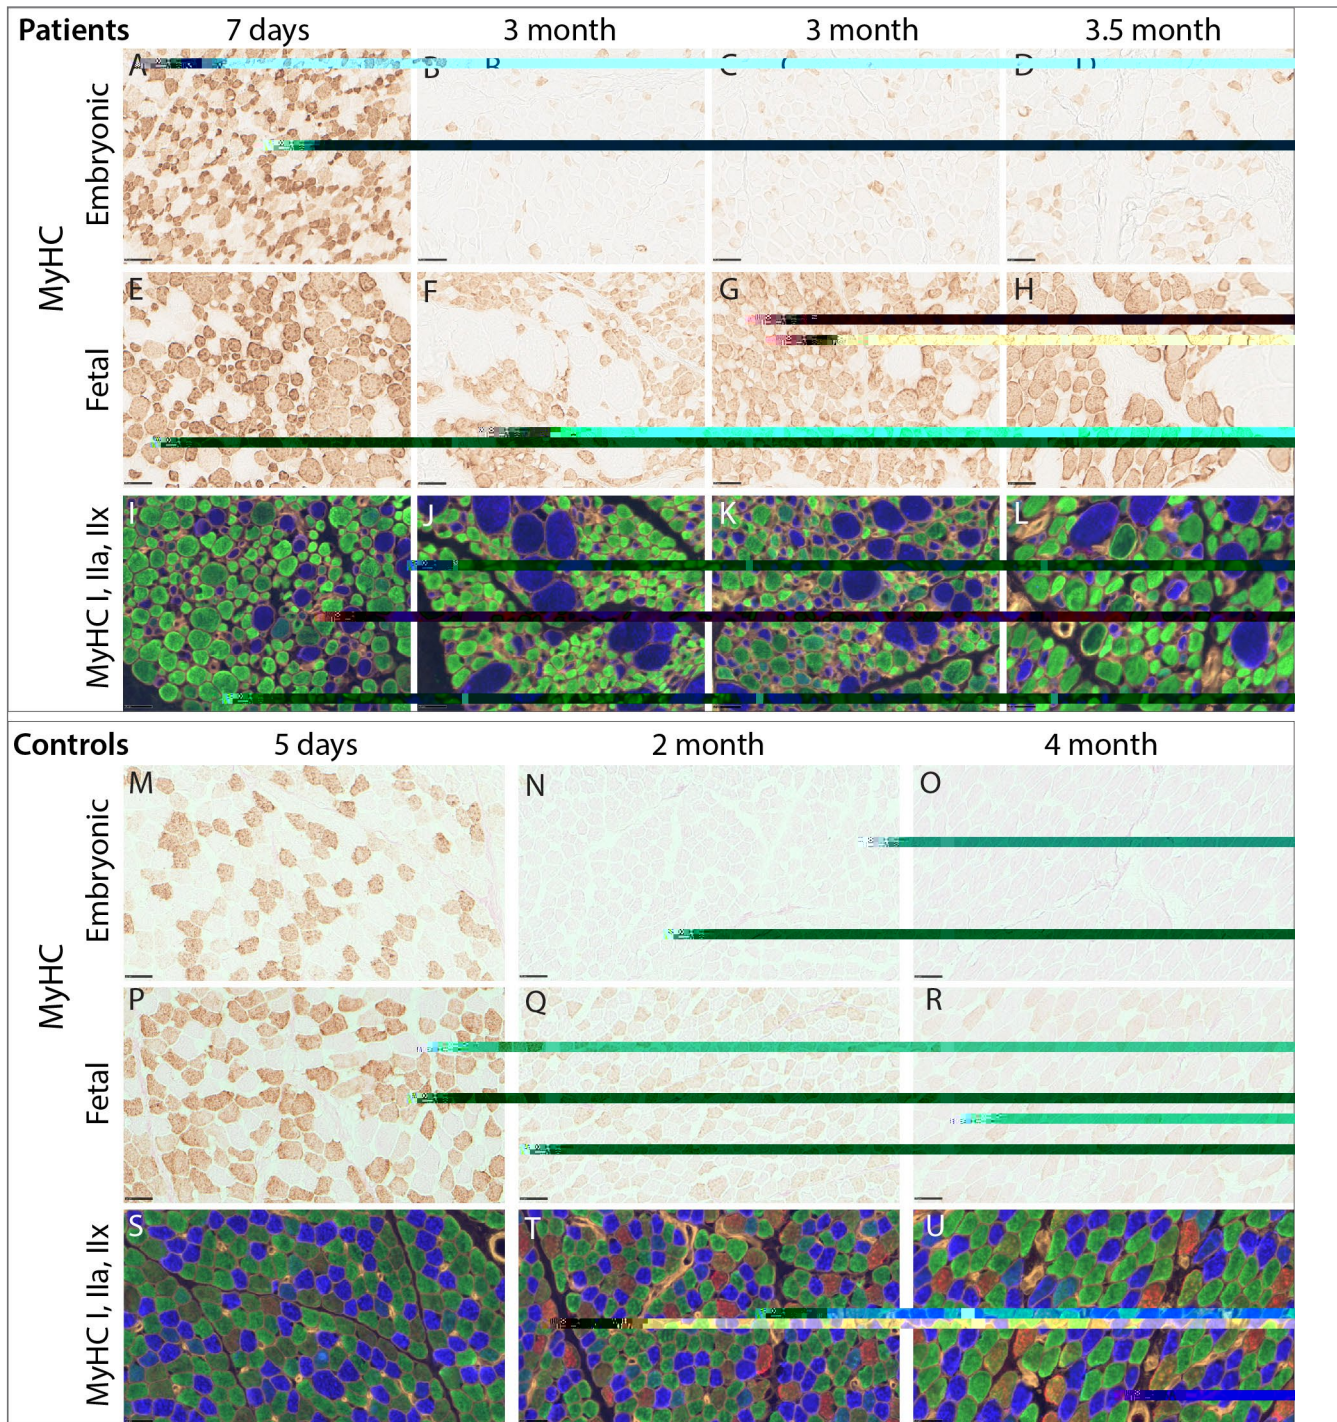 Patients 7 days 3 month 3 month 3.5 month
MyHC
Embryonic
A B B C C D D
Fetal
E F G H
MyHC I, IIa, IIx
I J K L
Controls 5 days 2 month 4 month
MyHC
Embryonic
M N O
Fetal
P Q R
MyHC I, IIa, IIx
S T U